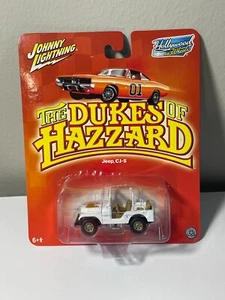 JOHNNY LIGHTNING
Hollywood
01
THE DUKES OF
HAZZARD
Jeep, CJ-5
6+